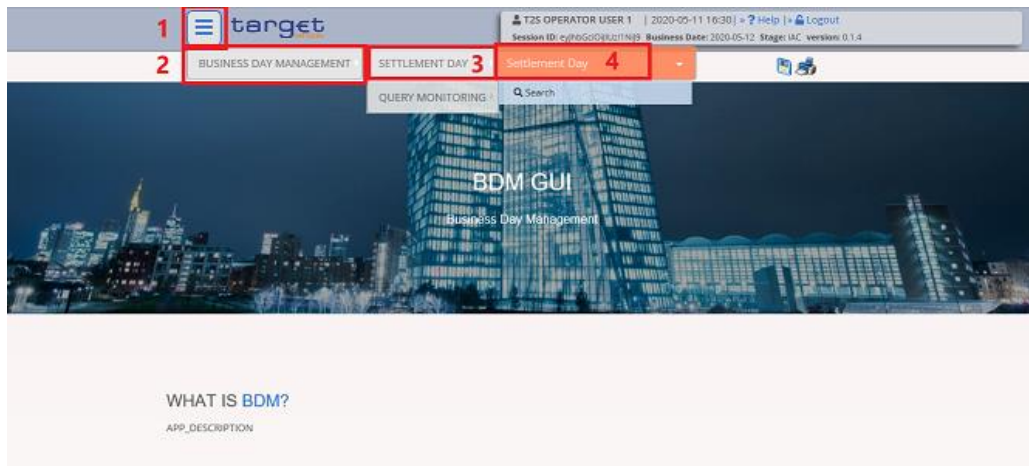 1
target
T2S OPERATOR USER 1 | 2020-05-11 16:30 | » ? Help | » Logout
Session ID: Business Date: 2020-05-12 Stage: IAC version: 0.1.4
2 BUSINESS DAY MANAGEMENT
SETTLEMENT DAY 3
Settlement Day 4
QUERY MONITORING
Search
BDM GUI
Business Day Management
WHAT IS BDM?
APP_DESCRIPTION